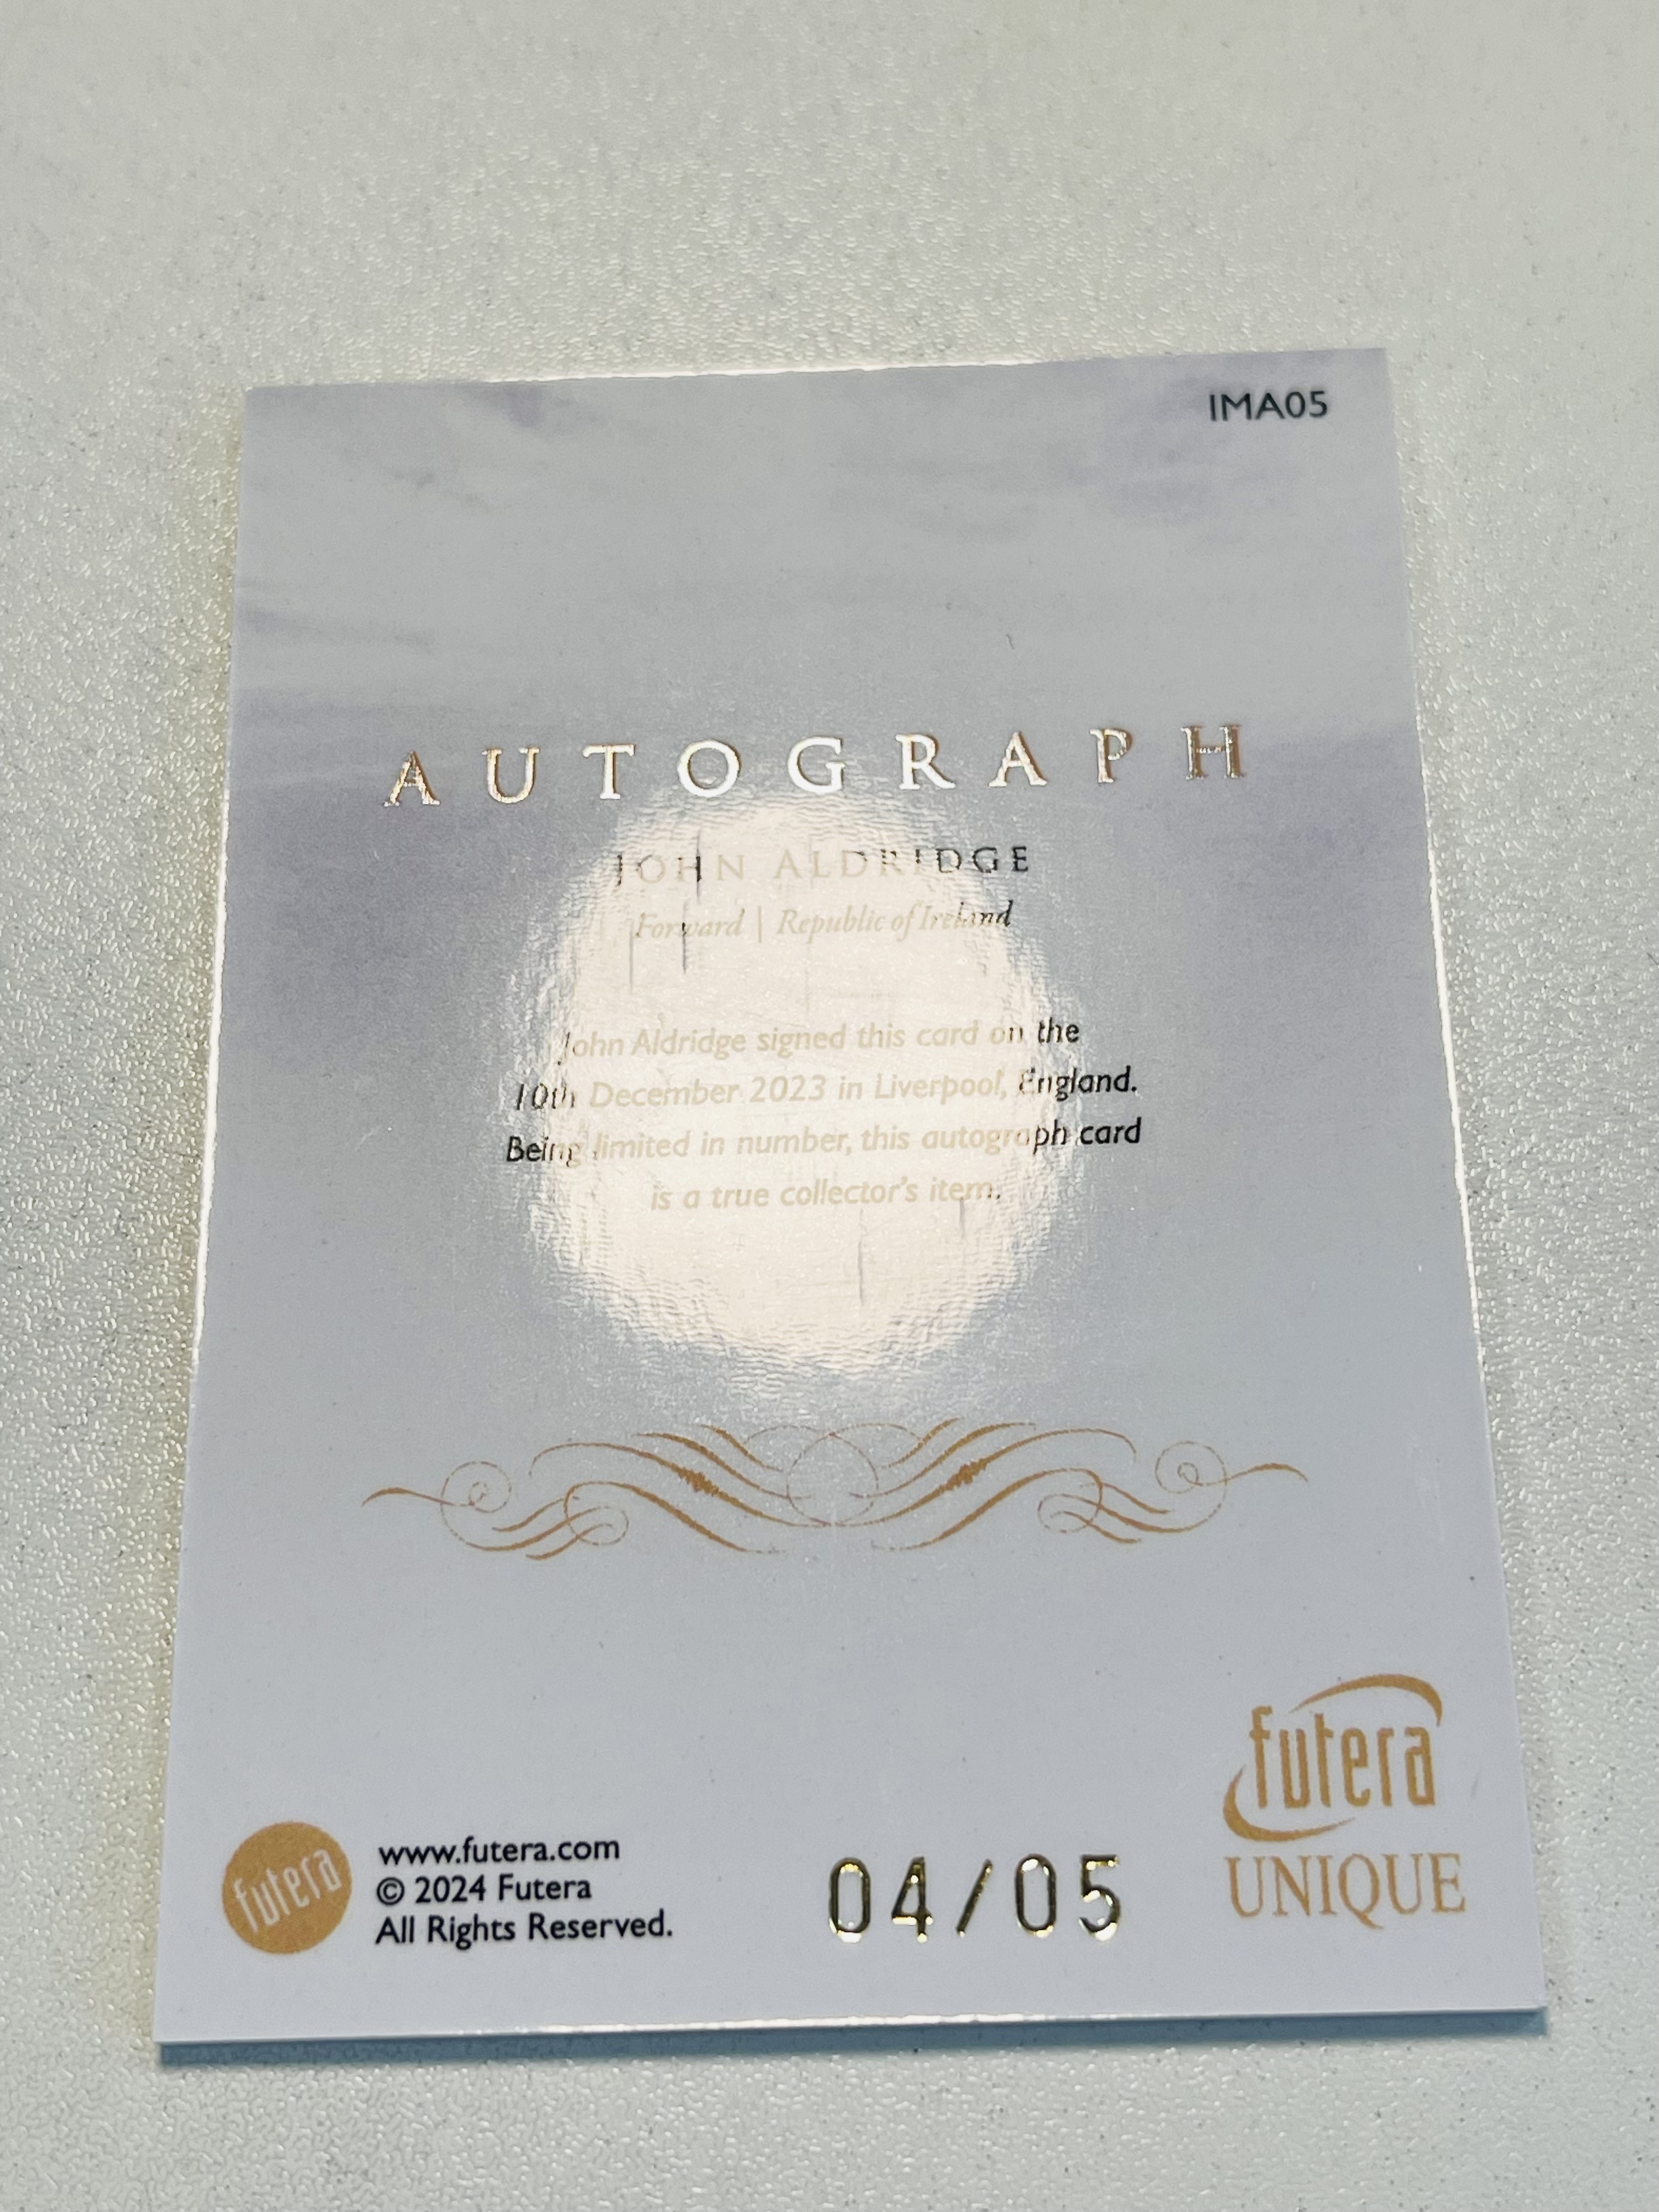 IMA05
AUTOGRAPH
JOHN ALDRIDGE
Forward | Republic of Ireland
John Aldridge signed this card on the
10th December 2023 in Liverpool, England.
Being limited in number, this autograph card
is a true collector's item.
futera
www.futera.com
© 2024 Futera
All Rights Reserved.
04/05
futera
UNIQUE